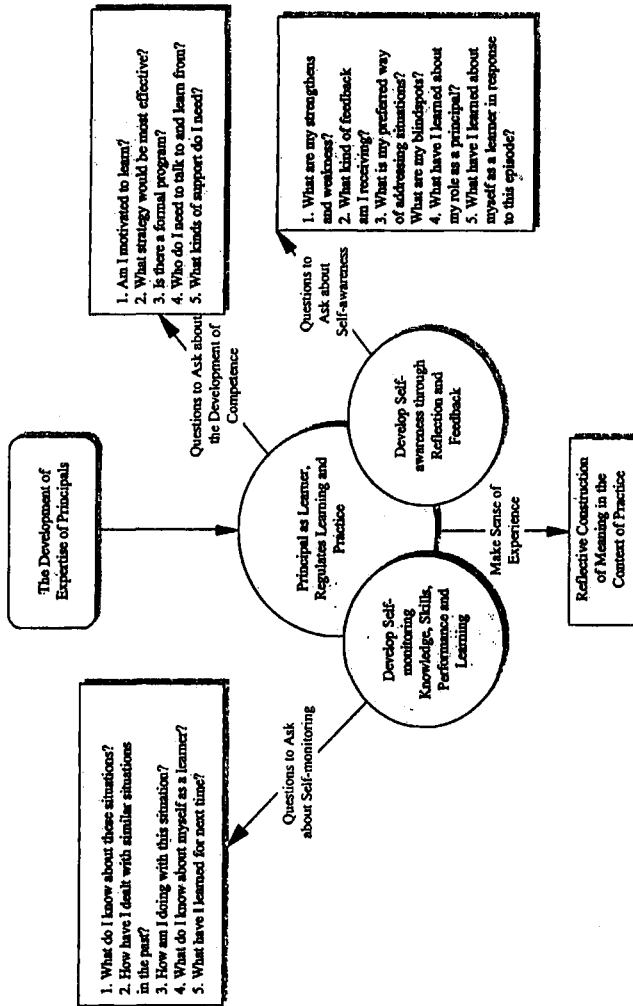 The Development of
Expertise of Principals
1. What do I know about these situations?
2. How have I dealt with similar situations
in the past?
3. How am I doing with this situation?
4. What do I know about myself as a learner?
5. What have I learned for next time?
Questions to Ask
about Self-monitoring
Principal as Learner,
Regulates Learning and
Practice
Questions to Ask about
the Development of
Competence
1. Am I motivated to learn?
2. What strategy would be most effective?
3. Is there a formal program?
4. Who do I need to talk to and learn from?
5. What kinds of support do I need?
Develop Self-
monitoring
Knowledge, Skills,
Performance and
Learning
Develop Self-
awareness through
Reflection and
Feedback
Questions to
Ask about
Self-awareness
1. What are my strengthens
and weakness?
2. What kind of feedback
am I receiving?
3. What is my preferred way
of addressing situations?
What are my blindspots?
4. What have I learned about
my role as a principal?
5. What have I learned about
myself as a learner in response
to this episode?
Make Sense of
Experience
Reflective Construction
of Meaning in the
Context of Practice